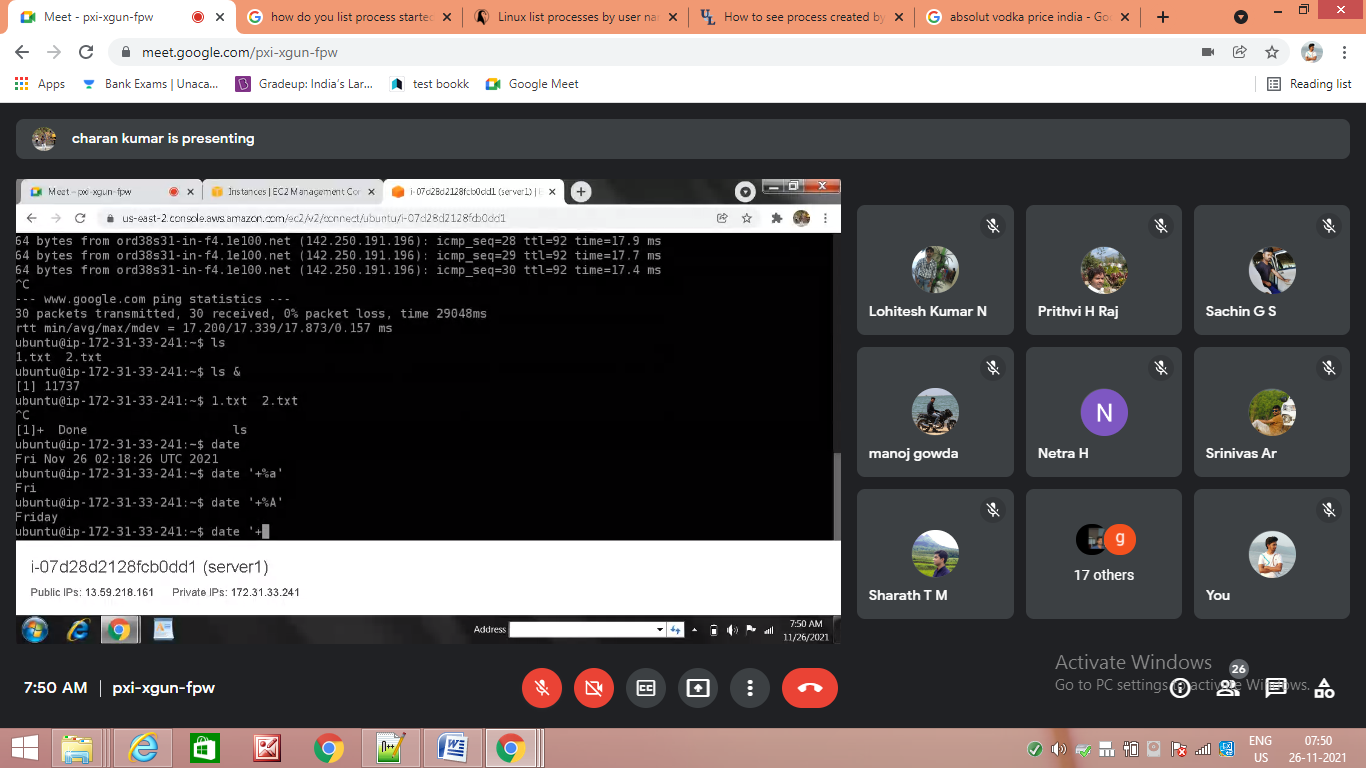 Meet - pxi-xgun-fpw
how do you list process started
Linux list processes by user na
How to see process created by
absolut vodka price india - Goo
meet.google.com/pxi-xgun-fpw
Apps
Bank Exams | Unaca...
Gradeup: India's Lar...
test bookk
Google Meet
Reading list
charan kumar is presenting
Meet - pxi-xgun-fpw
Instances | EC2 Management Con
i-07d28d2128fcb0dd1 (server1) |
us-east-2.console.aws.amazon.com/ec2/v2/connect/ubuntu/i-07d28d2128fcb0dd1
64 bytes from ord38s31-in-f4.1e100.net (142.250.191.196): icmp_seq=28 ttl=92 time=17.9 ms
64 bytes from ord38s31-in-f4.1e100.net (142.250.191.196): icmp_seq=29 ttl=92 time=17.7 ms
64 bytes from ord38s31-in-f4.1e100.net (142.250.191.196): icmp_seq=30 ttl=92 time=17.4 ms
^C
--- www.google.com ping statistics ---
30 packets transmitted, 30 received, 0% packet loss, time 29048ms
rtt min/avg/max/mdev = 17.200/17.339/17.873/0.157 ms
ubuntu@ip-172-31-33-241:~$ ls
1.txt  2.txt
ubuntu@ip-172-31-33-241:~$ ls &
[1] 11737
ubuntu@ip-172-31-33-241:~$ 1.txt  2.txt
^C
[1]+  Done                    ls
ubuntu@ip-172-31-33-241:~$ date
Fri Nov 26 02:18:26 UTC 2021
ubuntu@ip-172-31-33-241:~$ date '+%a'
Fri
ubuntu@ip-172-31-33-241:~$ date '+%A'
Friday
ubuntu@ip-172-31-33-241:~$ date '+
i-07d28d2128fcb0dd1 (server1)
Public IPs: 13.59.218.161 Private IPs: 172.31.33.241
Address
7:50 AM
11/26/2021
Lohitesh Kumar N
Prithvi H Raj
Sachin G S
manoj gowda
N
Netra H
Srinivas Ar
Sharath T M
g
17 others
You
7:50 AM | pxi-xgun-fpw
26
Activate Windows
Go to PC settings to activate Windows.
ENG
US
07:50
26-11-2021